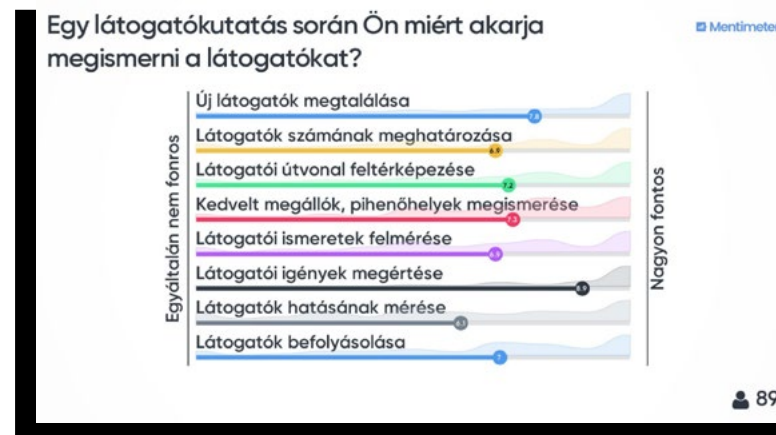 Egy látogatókutatás során Ön miért akarja
megismerni a látogatókat?
Mentimeter
Egyáltalán nem fonros
Új látogatók megtalálása
7.8
Látogatók számának meghatározása
6.9
Látogatói útvonal feltérképezése
7.2
Kedvelt megállók, pihenőhelyek megismerése
7.3
Látogatói ismeretek felmérése
6.9
Látogatói igények megértése
8.9
Látogatók hatásának mérése
6.1
Látogatók befolyásolása
7
Nagyon fontos
89